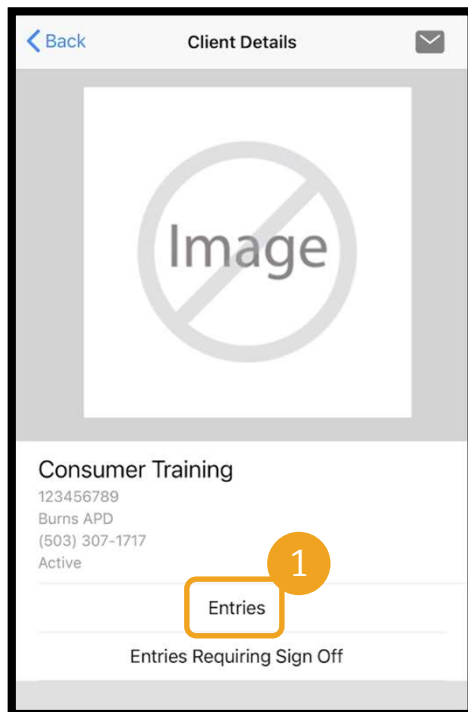 Back Client Details
Image
Consumer Training
123456789
Burns APD
(503) 307-1717
Active
1
Entries
Entries Requiring Sign Off